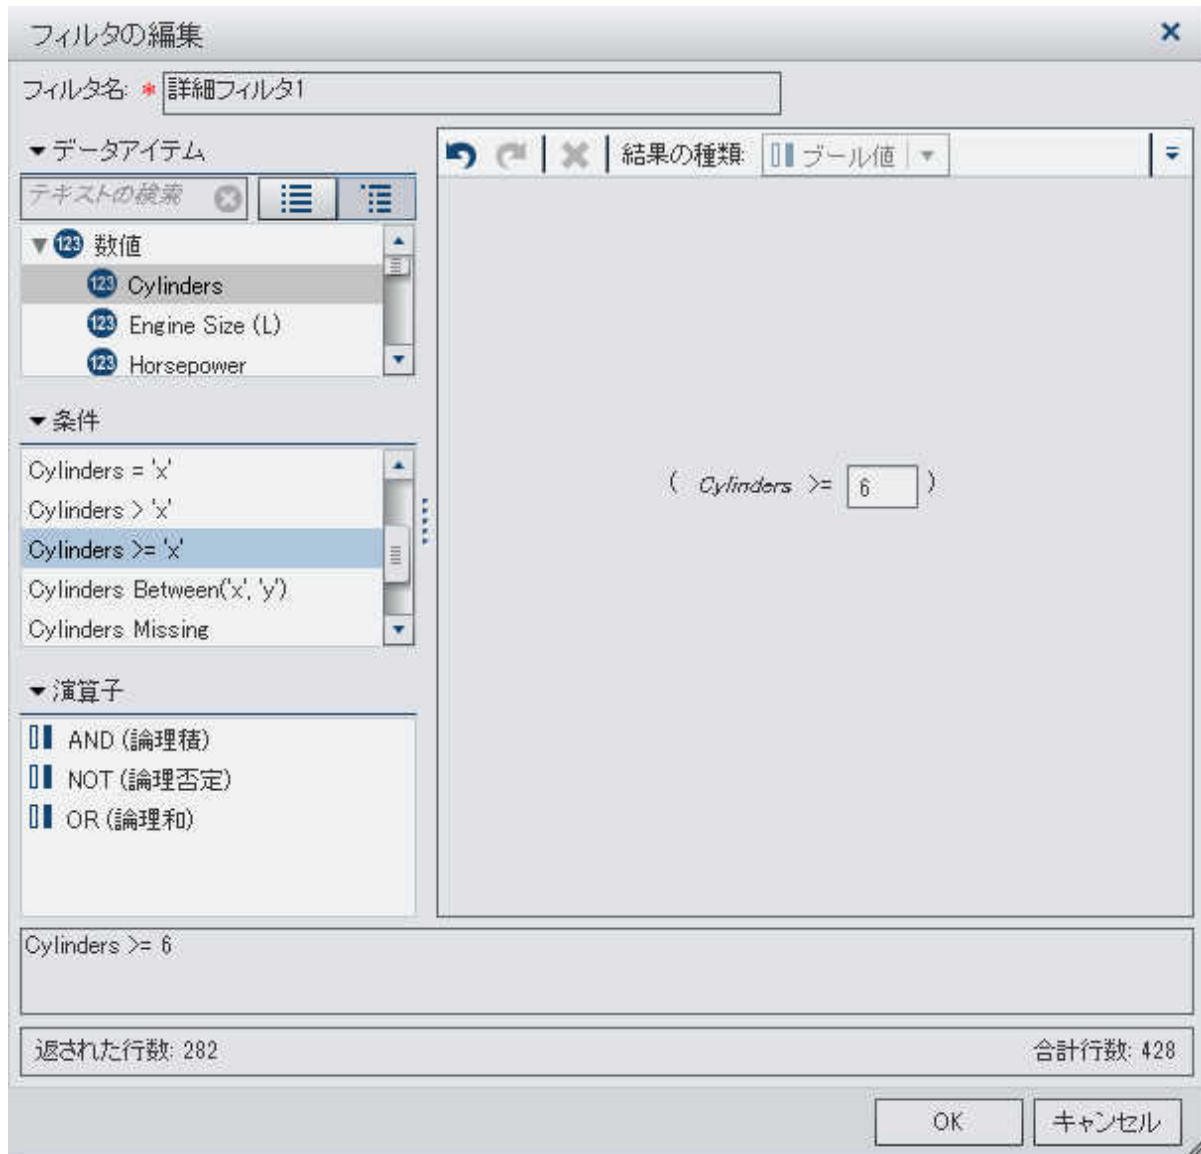 フィルタの編集
フィルタ名: * 詳細フィルタ1
データアイテム
テキストの検索
123 数値
123 Cylinders
123 Engine Size (L)
123 Horsepower
条件
Cylinders = 'x'
Cylinders > 'x'
Cylinders >= 'x'
Cylinders Between('x', 'y')
Cylinders Missing
演算子
AND (論理積)
NOT (論理否定)
OR (論理和)
結果の種類: ブール値
( Cylinders >= 6 )
Cylinders >= 6
返された行数: 282
合計行数: 428
OK
キャンセル